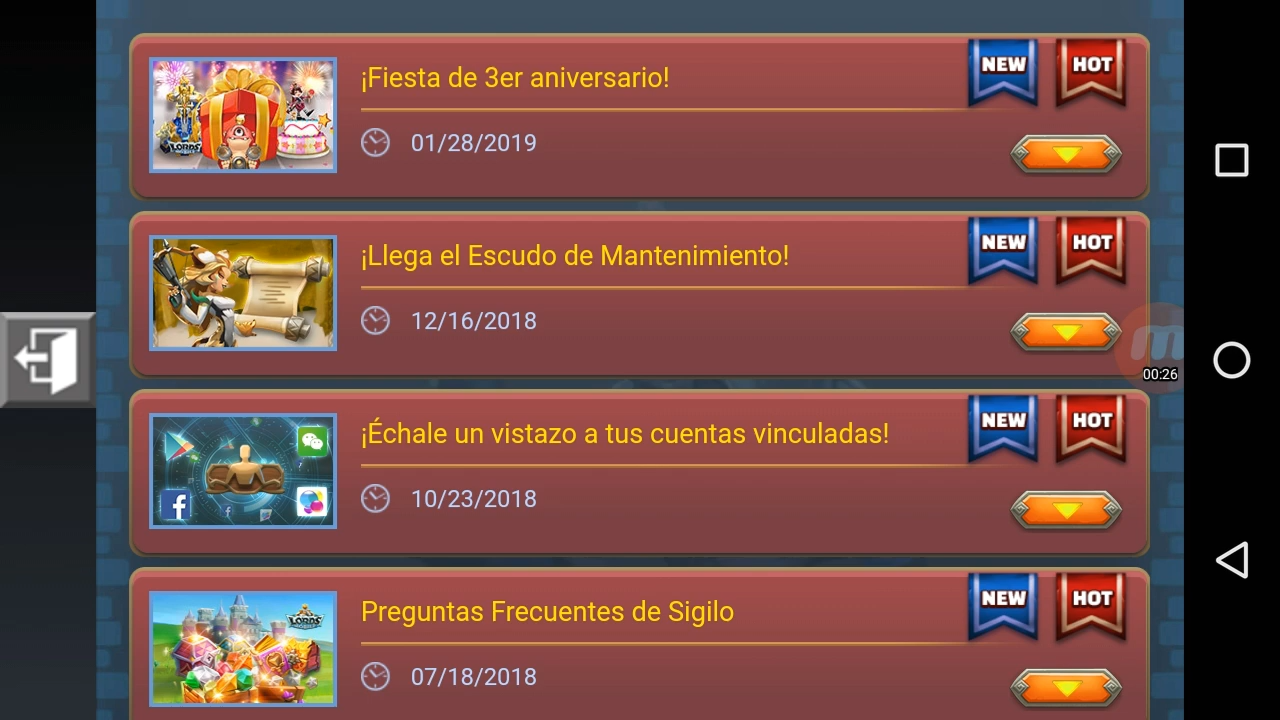 ¡Fiesta de 3er aniversario!
NEW
HOT
01/28/2019
LORDS
¡Llega el Escudo de Mantenimiento!
NEW
HOT
12/16/2018
00:26
¡Échale un vistazo a tus cuentas vinculadas!
NEW
HOT
10/23/2018
Preguntas Frecuentes de Sigilo
NEW
HOT
LORDS
07/18/2018